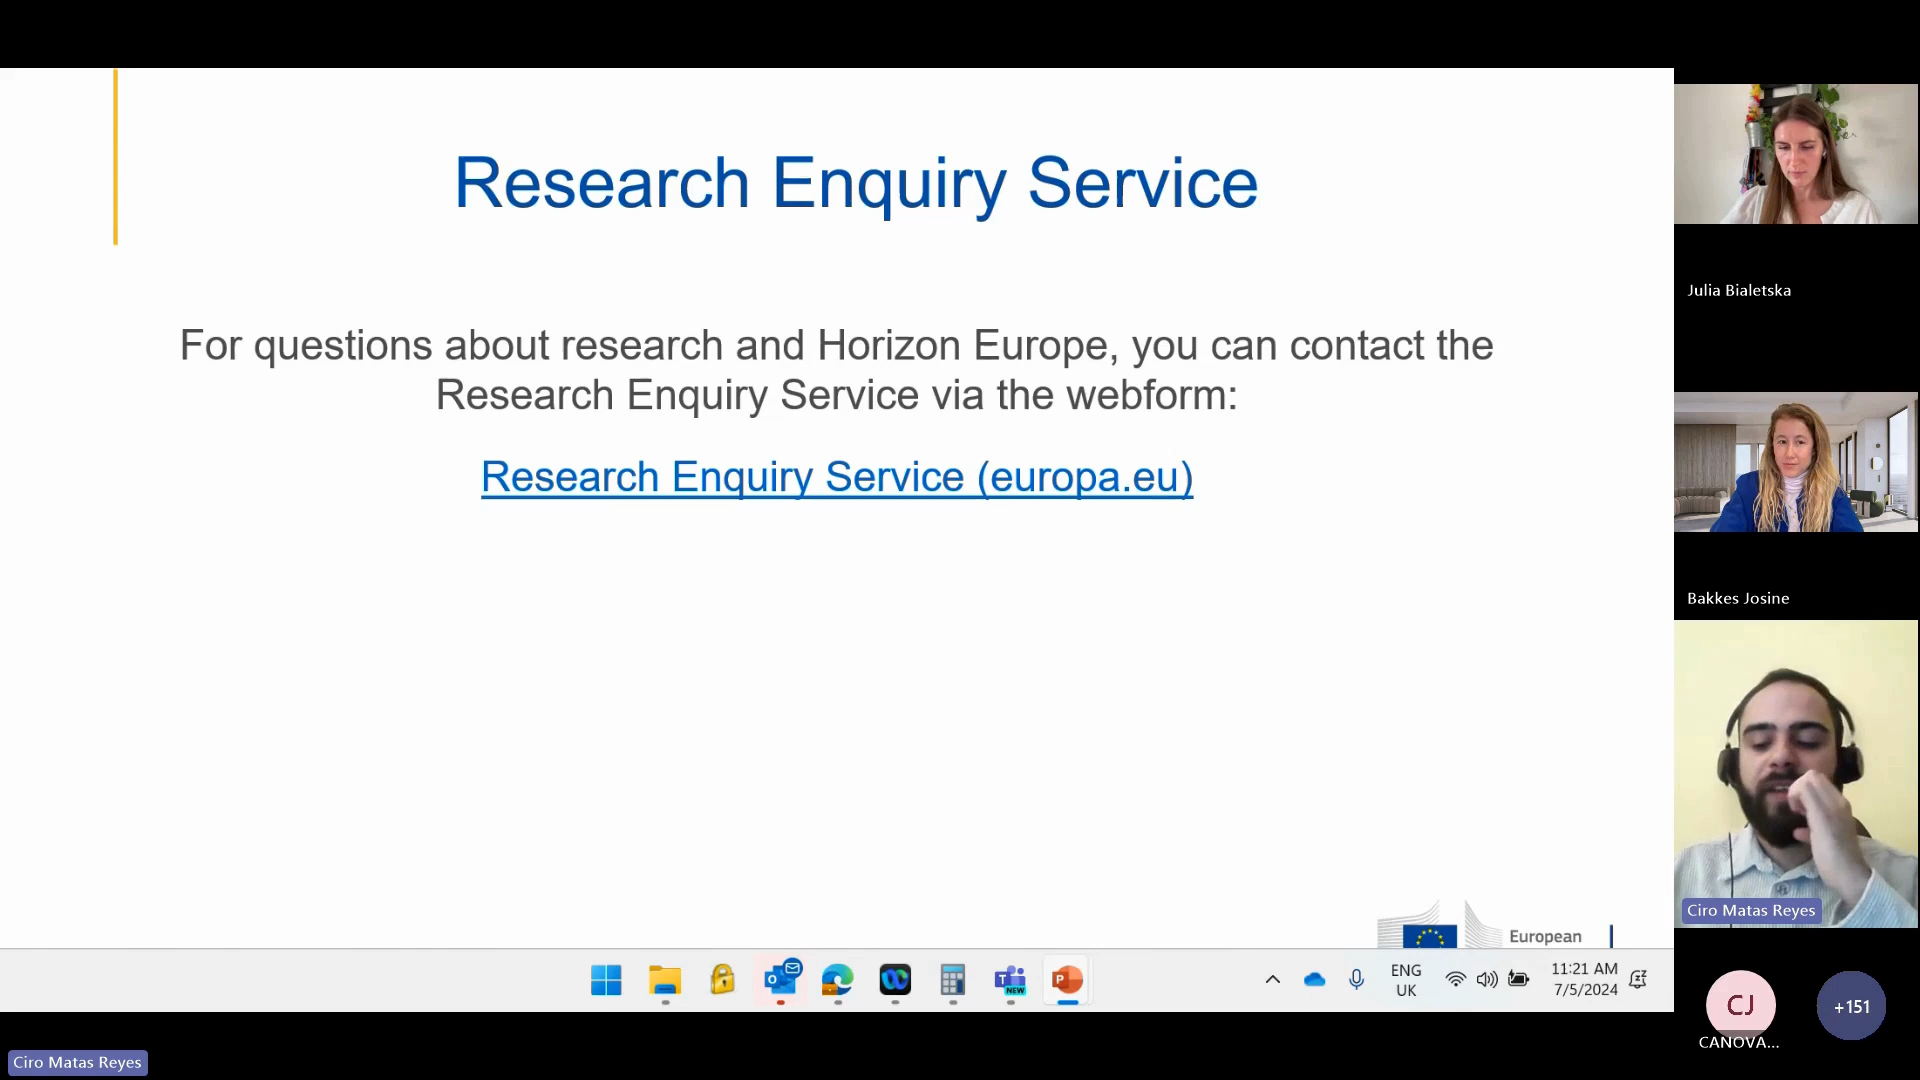 Research Enquiry Service
For questions about research and Horizon Europe, you can contact the
Research Enquiry Service via the webform:
Research Enquiry Service (europa.eu)
European
ENG
UK
11:21 AM
7/5/2024
NEW
Julia Bialetska
Bakkes Josine
Ciro Matas Reyes
CJ
CANOVA...
+151
Ciro Matas Reyes